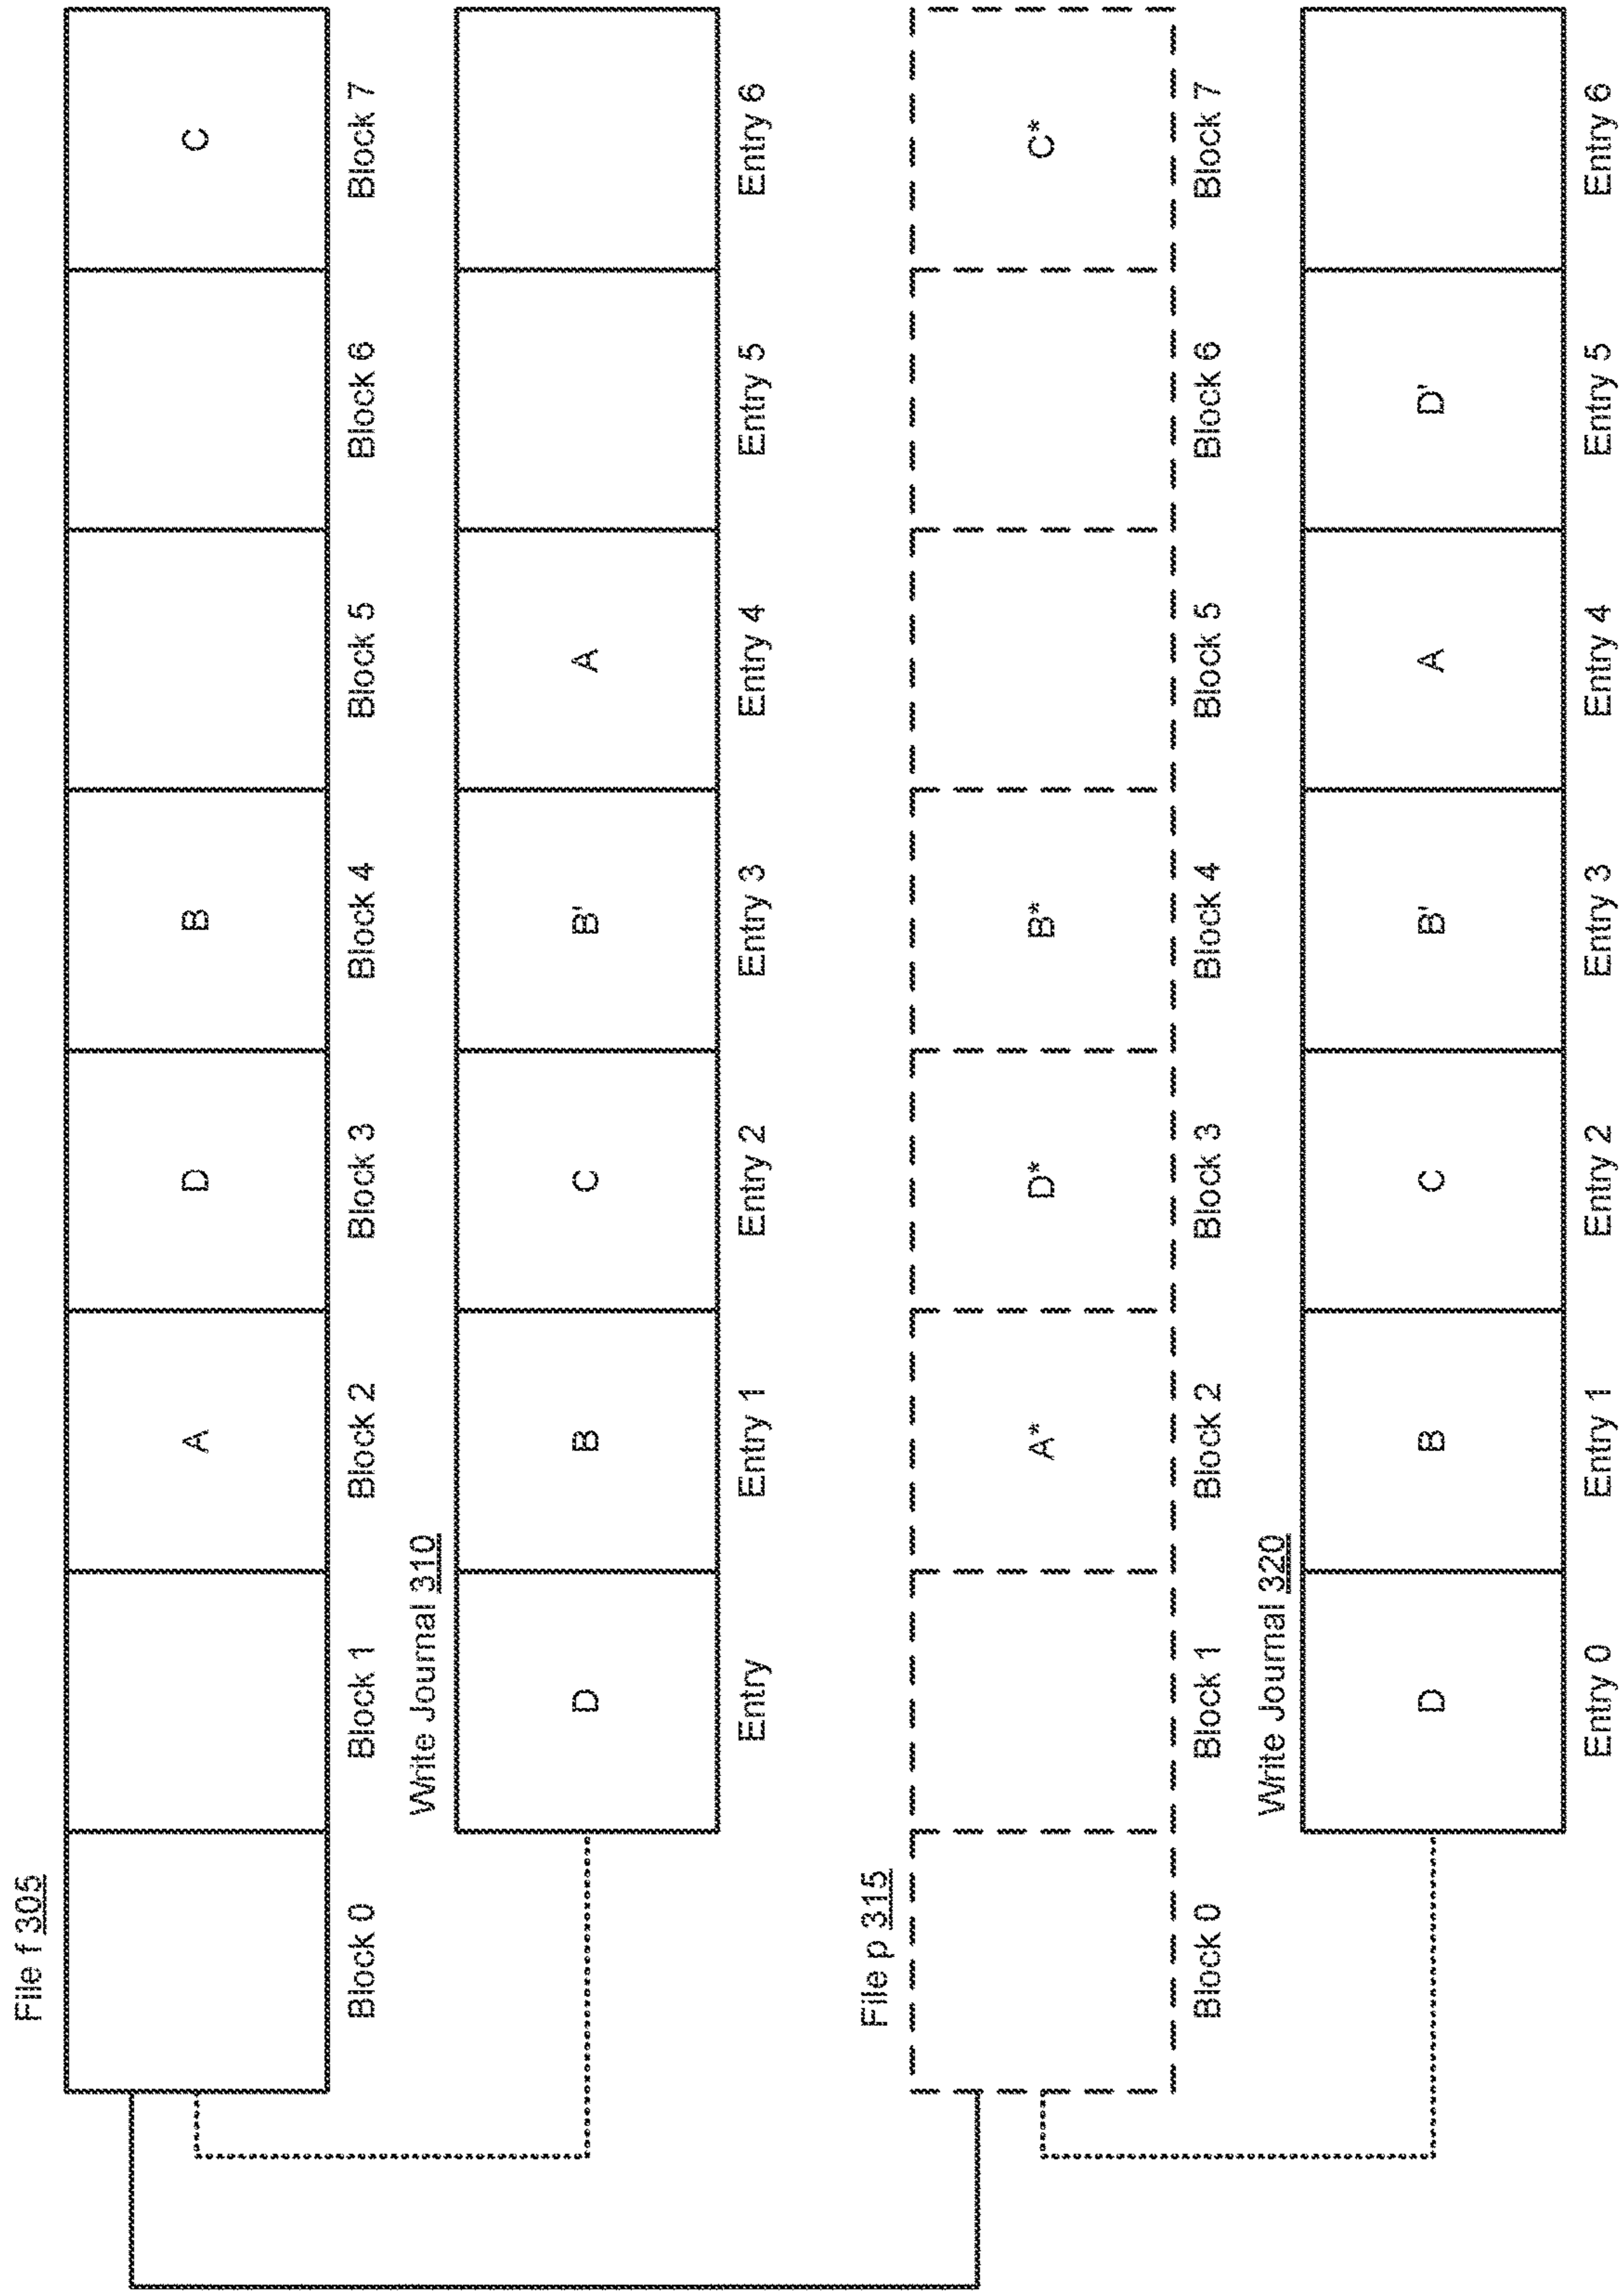 File f 305
A D B C
Block 0 Block 1 Block 2 Block 3 Block 4 Block 5 Block 6 Block 7
Write Journal 310
D B C B' A
Entry Entry 1 Entry 2 Entry 3 Entry 4 Entry 5 Entry 6
File p 315
A* D* B* C*
Block 0 Block 1 Block 2 Block 3 Block 4 Block 5 Block 6 Block 7
Write Journal 320
D B C B' A D'
Entry 0 Entry 1 Entry 2 Entry 3 Entry 4 Entry 5 Entry 6